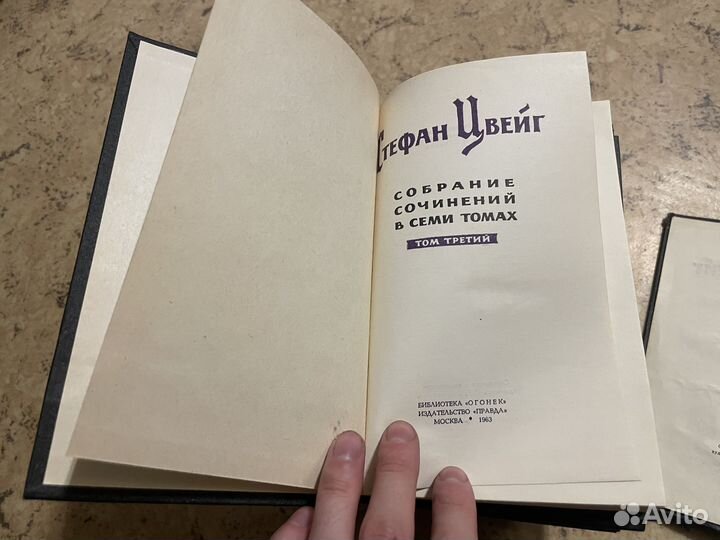 Стефан Цвейг
СОБРАНИЕ
СОЧИНЕНИЙ
В СЕМИ ТОМАХ
ТОМ ТРЕТИЙ
БИБЛИОТЕКА «ОГОНЕК»
ИЗДАТЕЛЬСТВО «ПРАВДА»
МОСКВА • 1963
Avito